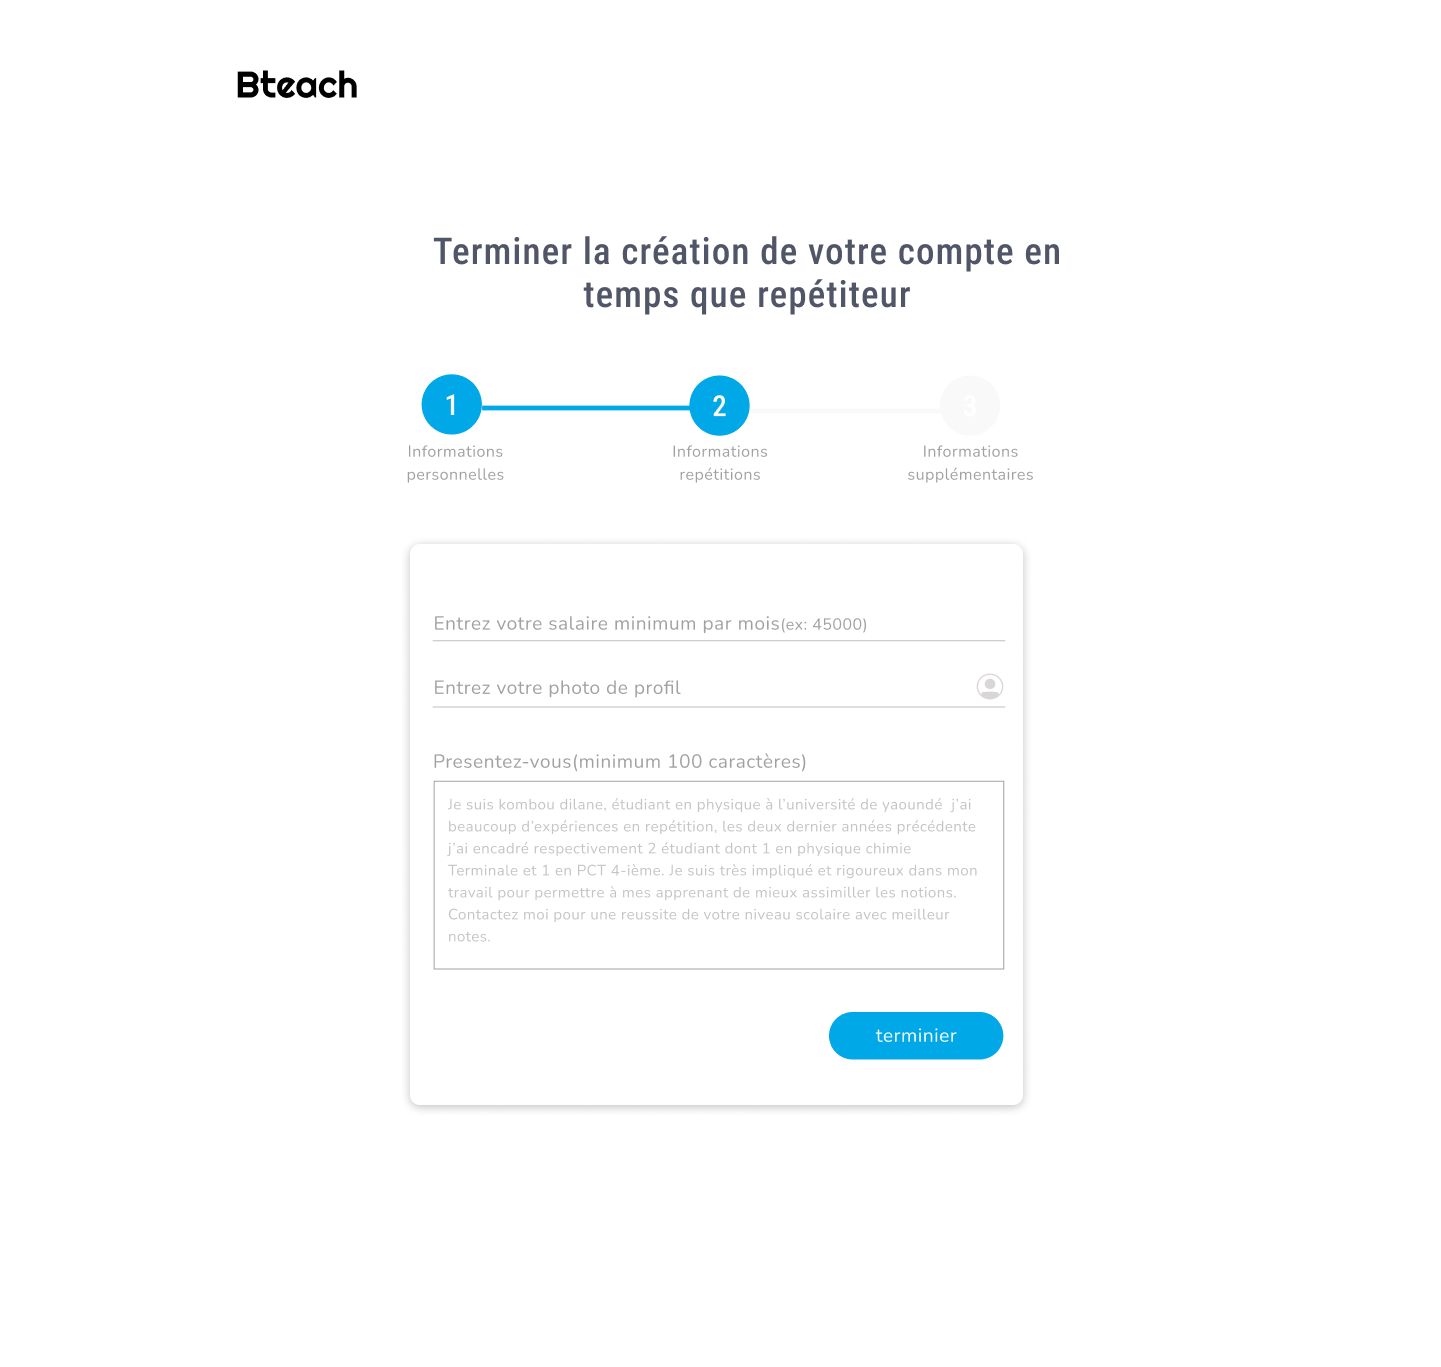 Bteach
Terminer la création de votre compte en
temps que repétiteur
1
2
3
Informations
personnelles
Informations
repétitions
Informations
supplémentaires
Entrez votre salaire minimum par mois(ex: 45000)
Entrez votre photo de profil
Presentez-vous(minimum 100 caractères)
Je suis kombou dilane, étudiant en physique à l'université de yaoundé  j'ai
beaucoup d'expériences en repétition, les deux dernier années précédente
j'ai encadré respectivement 2 étudiant dont 1 en physique chimie
Terminale et 1 en PCT 4-ième. Je suis très impliqué et rigoureux dans mon
travail pour permettre à mes apprenant de mieux assimiller les notions.
Contactez moi pour une reussite de votre niveau scolaire avec meilleur
notes.
terminier